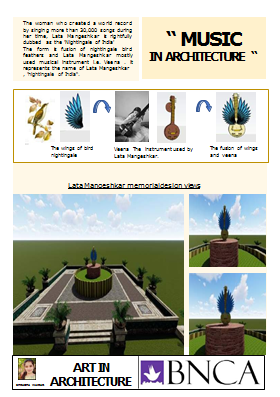 The woman who created a world record
by singing more than 30,000 songs during
her time, Lata Mangeshkar is rightfully
dubbed as the 'Nightingale of India'.
The form is fusion of nightingale bird
feathers and Lata Mangeshkar mostly
used musical instrument i.e. Veena . It
represents the name of Lata Mangeshkar
, "Nightingale of India".
“ MUSIC
IN ARCHITECTURE “
The wings of bird
nightingale
Veena The Instrument used by
Lata Mangeshkar.
The fusion of wings
and veena
Lata Mangeshkar memorial design views
ART IN
ARCHITECTURE
BNCA